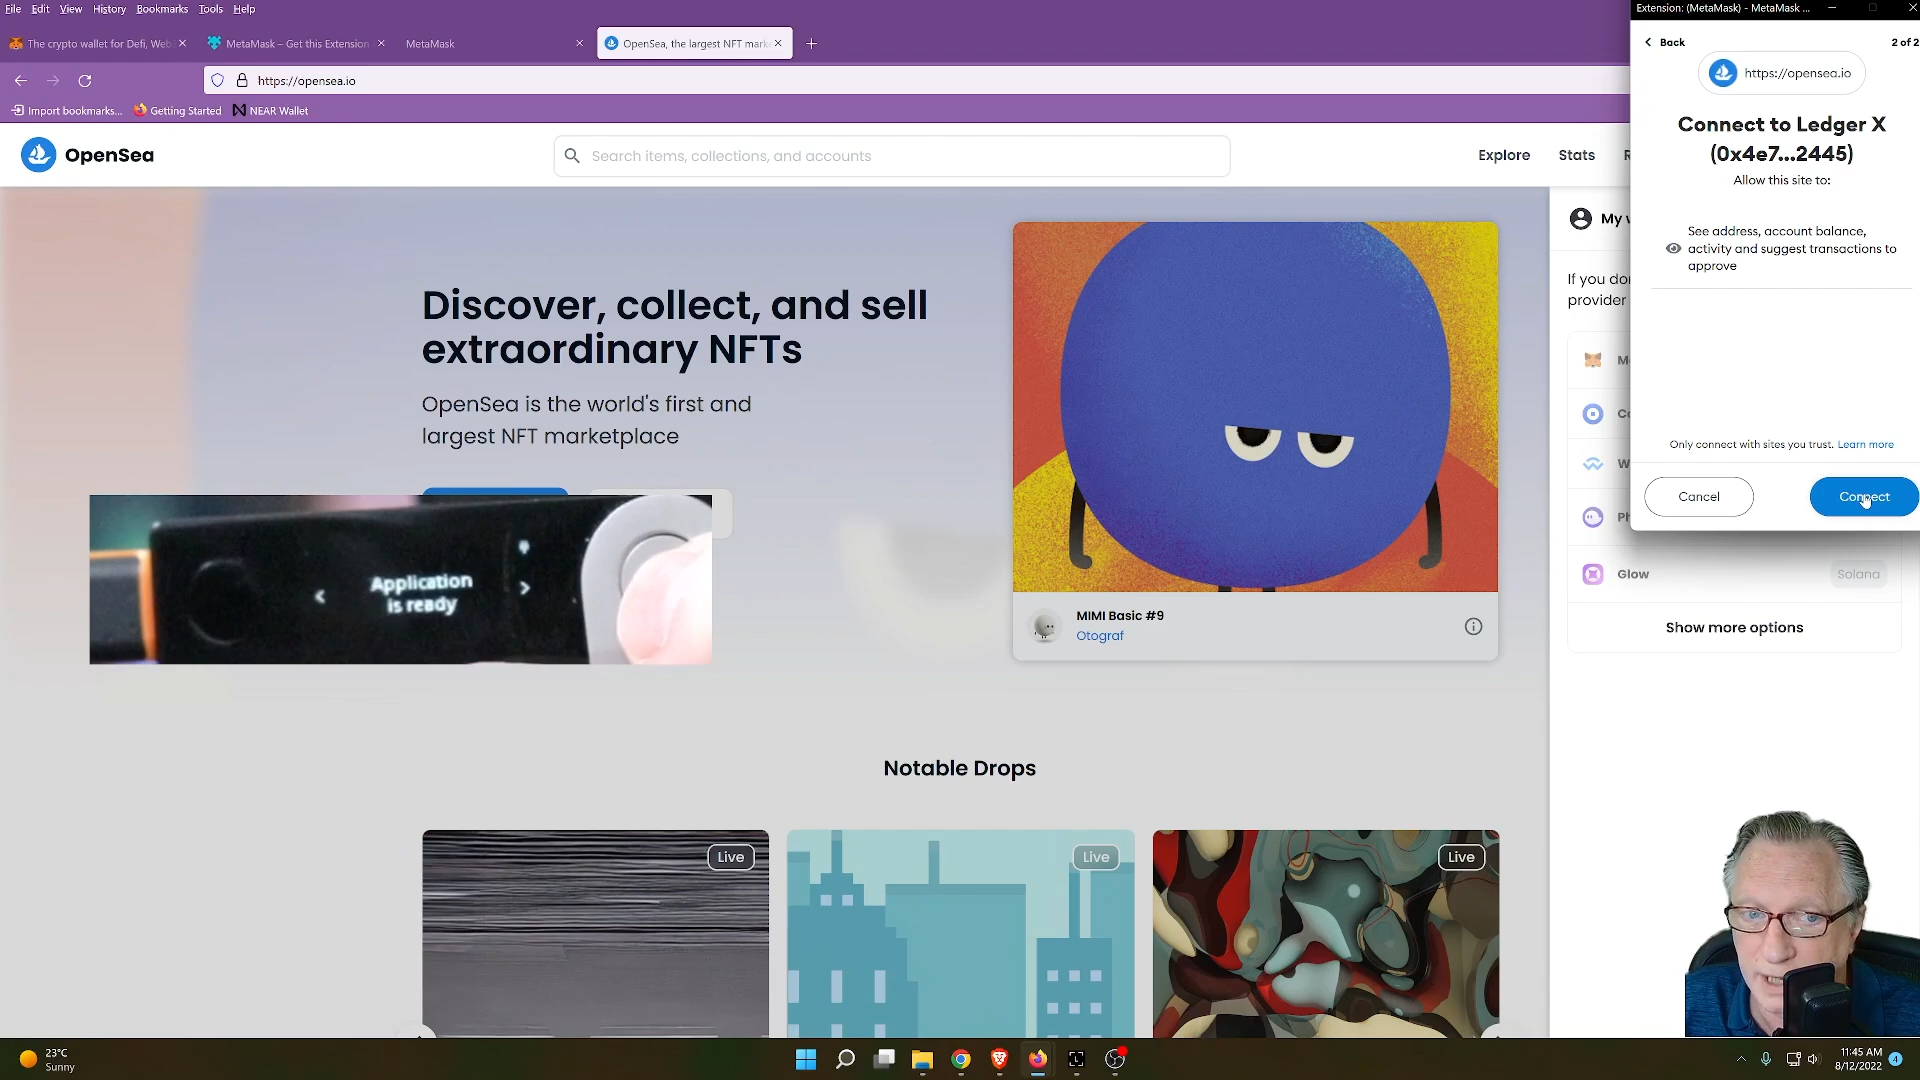 File Edit View History Bookmarks Tools Help
The crypto wallet for Defi, Web
MetaMask – Get this Extension
MetaMask
OpenSea, the largest NFT mark
https://opensea.io
Import bookmarks...
Getting Started
NEAR Wallet
OpenSea
Search items, collections, and accounts
Explore
Stats
R
My
If you do
provider
Discover, collect, and sell
extraordinary NFTs
OpenSea is the world's first and
largest NFT marketplace
Application
is ready
MIMI Basic #9
Otograf
Notable Drops
Live
Live
Live
Extension: (MetaMask) - MetaMask ...
Back
2 of 2
https://opensea.io
Connect to Ledger X
(0x4e7...2445)
Allow this site to:
See address, account balance,
activity and suggest transactions to
approve
Only connect with sites you trust. Learn more
Cancel
Connect
Glow
Solana
Show more options
23°C
Sunny
11:45 AM
8/12/2022
4